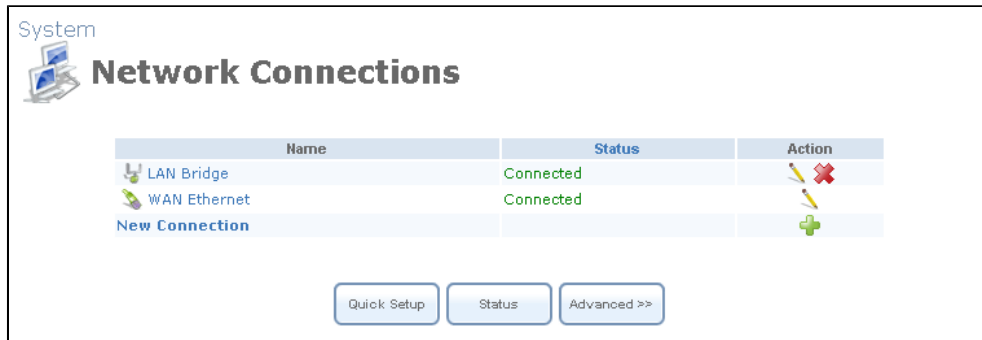 System
Network Connections
Name Status Action
LAN Bridge Connected
WAN Ethernet Connected
New Connection
Quick Setup Status Advanced >>